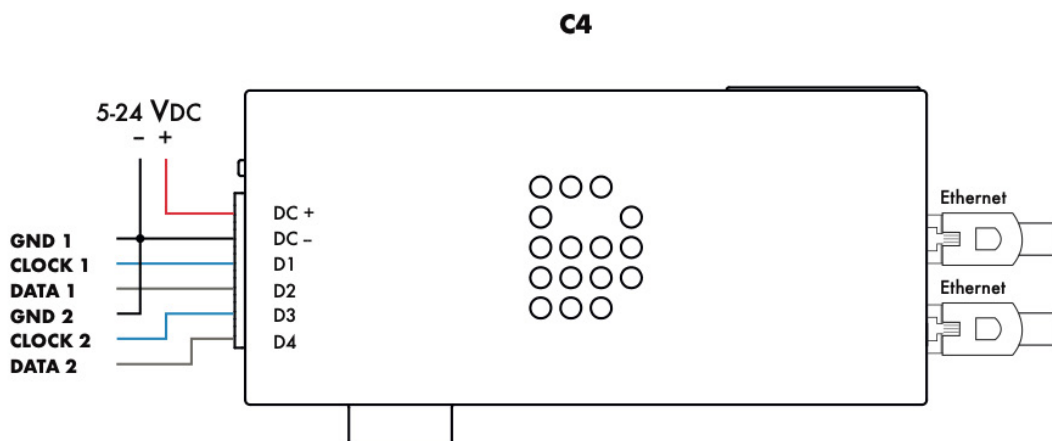 C4
5-24 VDC
– +
DC +
DC –
D1
D2
D3
D4
GND 1
CLOCK 1
DATA 1
GND 2
CLOCK 2
DATA 2
Ethernet
Ethernet